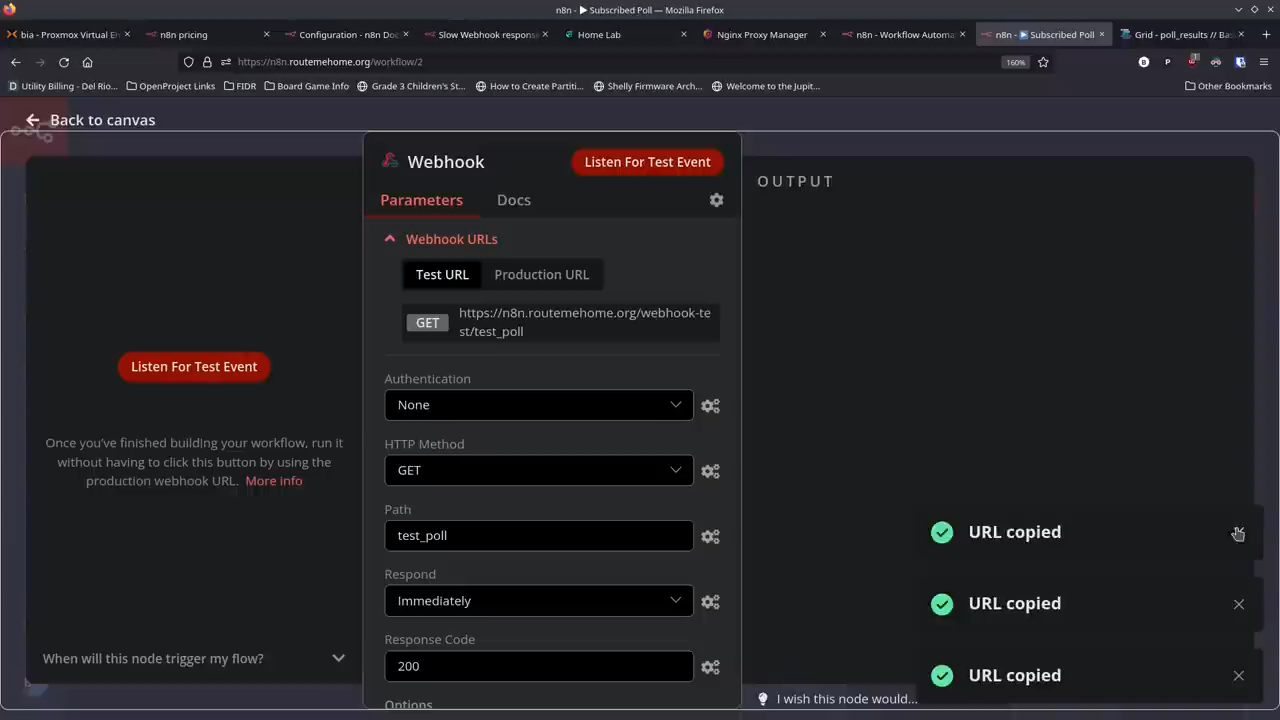 n8n - ▶ Subscribed Poll — Mozilla Firefox
bia - Proxmox Virtual En
n8n pricing
Configuration - n8n Doc
Slow Webhook respons
Home Lab
Nginx Proxy Manager
n8n - Workflow Automa
n8n - ▶ Subscribed Poll
Grid - poll_results // Bas
https://n8n.routemehome.org/workflow/2
160%
Utility Billing - Del Rio...
OpenProject Links
FIDR
Board Game Info
Grade 3 Children's St...
How to Create Partiti...
Shelly Firmware Arch...
Welcome to the Jupit...
Other Bookmarks
Back to canvas
Webhook
Listen For Test Event
OUTPUT
Parameters
Docs
Webhook URLs
Test URL
Production URL
GET
https://n8n.routemehome.org/webhook-te
st/test_poll
Listen For Test Event
Authentication
None
Once you've finished building your workflow, run it
without having to click this button by using the
production webhook URL. More info
HTTP Method
GET
Path
test_poll
Respond
Immediately
Response Code
200
Options
When will this node trigger my flow?
URL copied
URL copied
URL copied
I wish this node would...